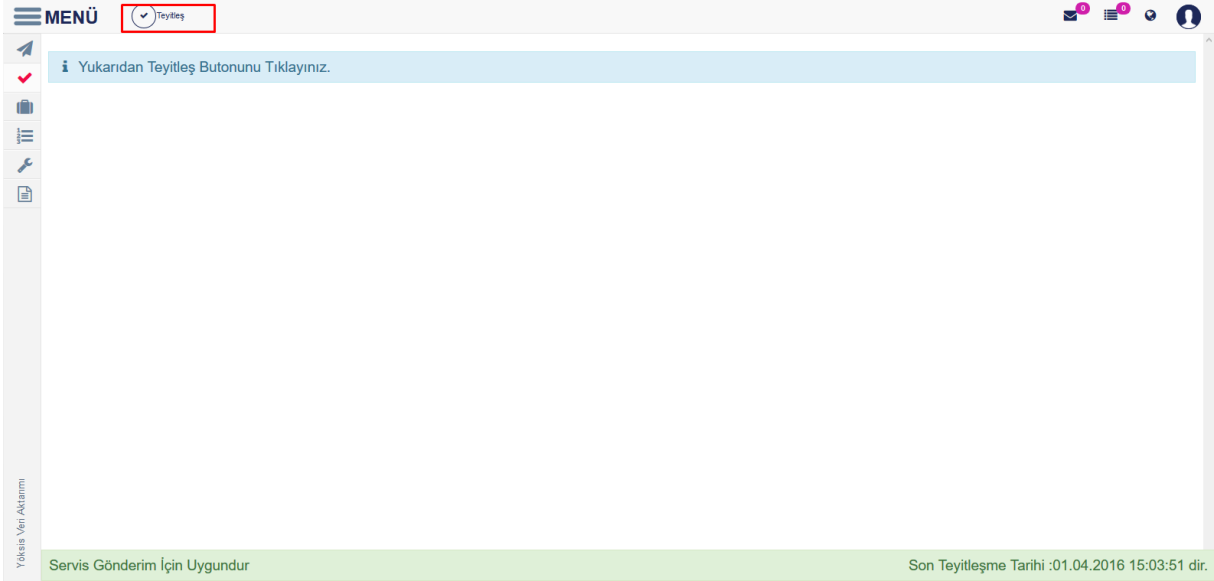 MENÜ
Teyitleş
0
0
i Yukarıdan Teyitleş Butonunu Tıklayınız.
Yöksis Veri Aktarımı
Servis Gönderim İçin Uygundur
Son Teyitleşme Tarihi :01.04.2016 15:03:51 dir.